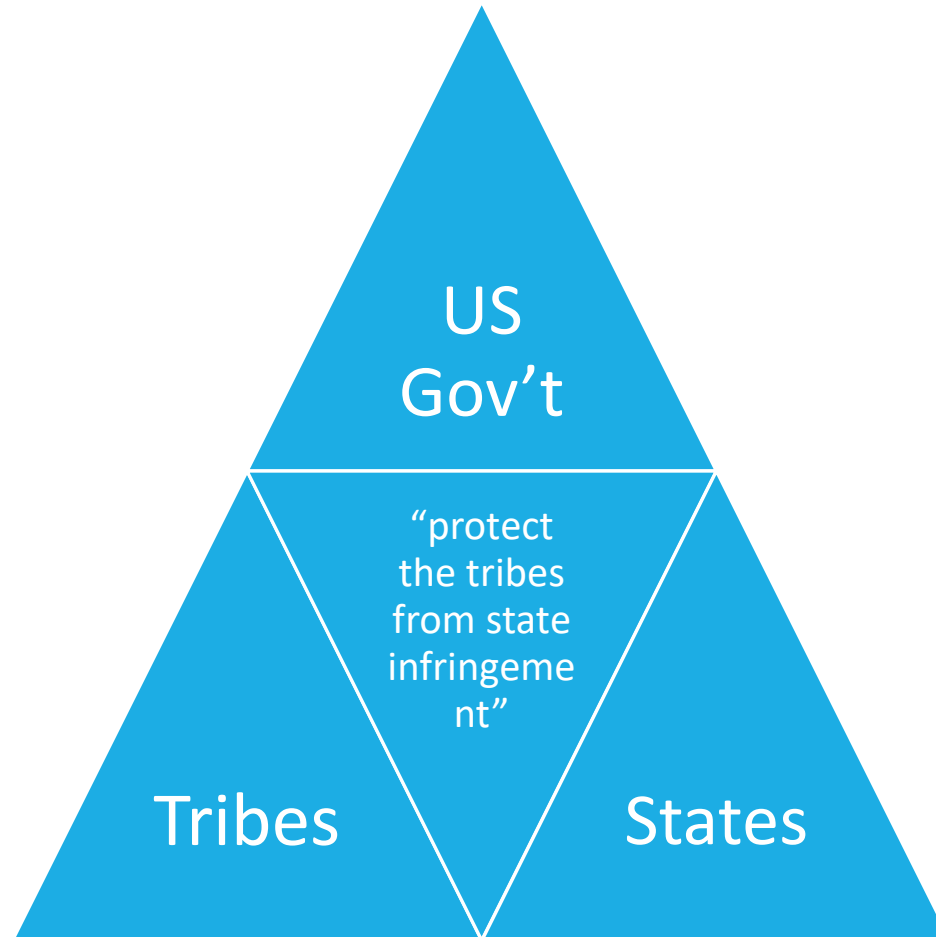 US
Gov’t
“protect
the tribes
from state
infringeme
nt”
Tribes
States